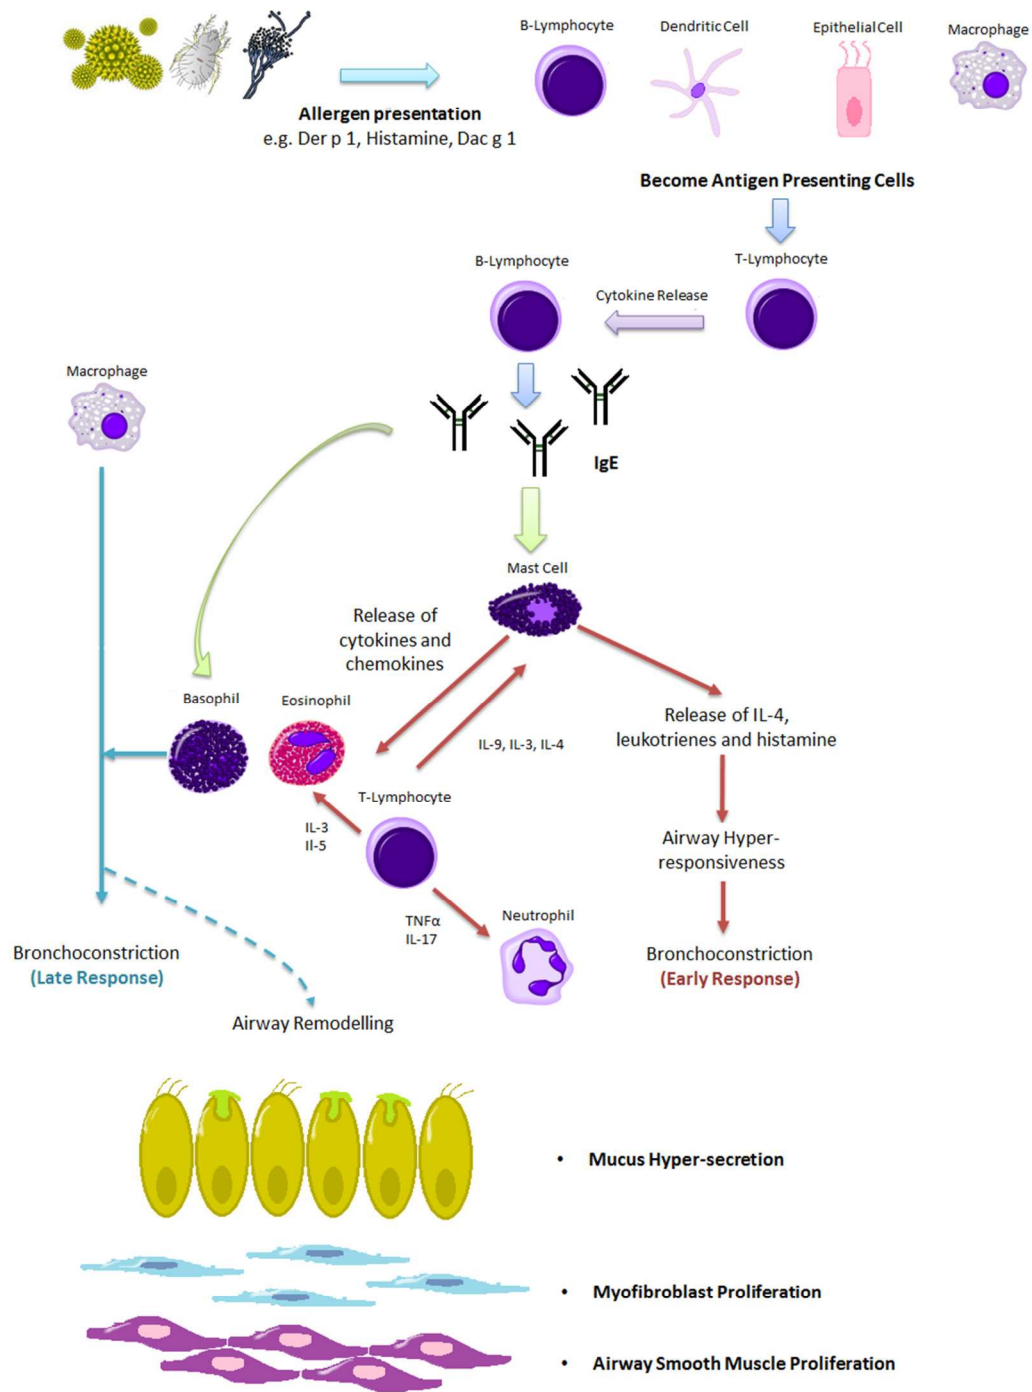 B-Lymphocyte
Dendritic Cell
Epithelial Cell
Macrophage
Allergen presentation
e.g. Der p 1, Histamine, Dac g 1
Become Antigen Presenting Cells
B-Lymphocyte
T-Lymphocyte
Cytokine Release
Macrophage
IgE
Mast Cell
Release of
cytokines and
chemokines
Basophil
Eosinophil
IL-9, IL-3, IL-4
Release of IL-4,
leukotrienes and histamine
T-Lymphocyte
IL-3
Il-5
Airway Hyper-
responsiveness
TNFα
IL-17
Neutrophil
Bronchoconstriction
(Late Response)
Bronchoconstriction
(Early Response)
Airway Remodelling
• Mucus Hyper-secretion
• Myofibroblast Proliferation
• Airway Smooth Muscle Proliferation